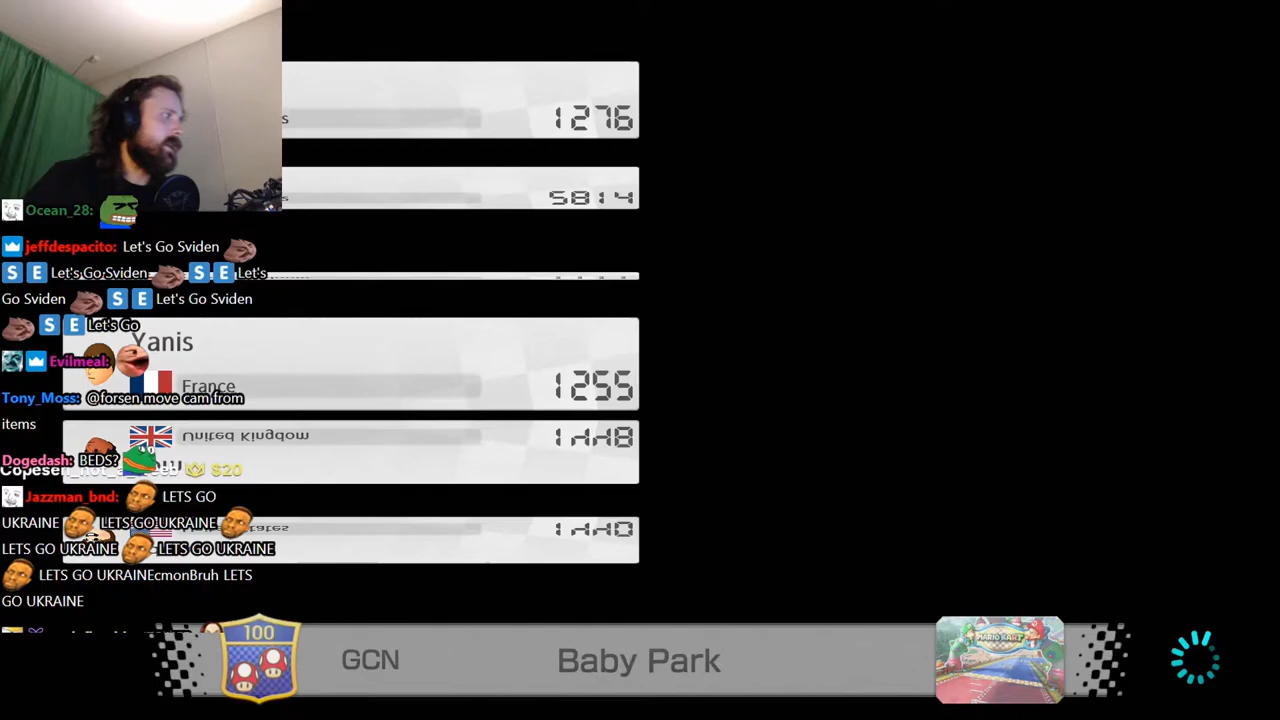 s
1276
s
5814
Ocean_28:
jeffdespacito: Let's Go Sviden
S E Let's Go Sviden S E Let's
Go Sviden S E Let's Go Sviden
S E Let's Go
Yanis
Evilmeal:
France
1255
Tony_Moss: @forsen move cam from
items
United Kingdom
1448
Dogedash: BEDS?
$20
Jazzman_bnd: LETS GO
UKRAINE LETS GO UKRAINE
1440
LETS GO UKRAINE LETS GO UKRAINE
LETS GO UKRAINEcmonBruh LETS
GO UKRAINE
100
GCN
Baby Park
MARIO KART